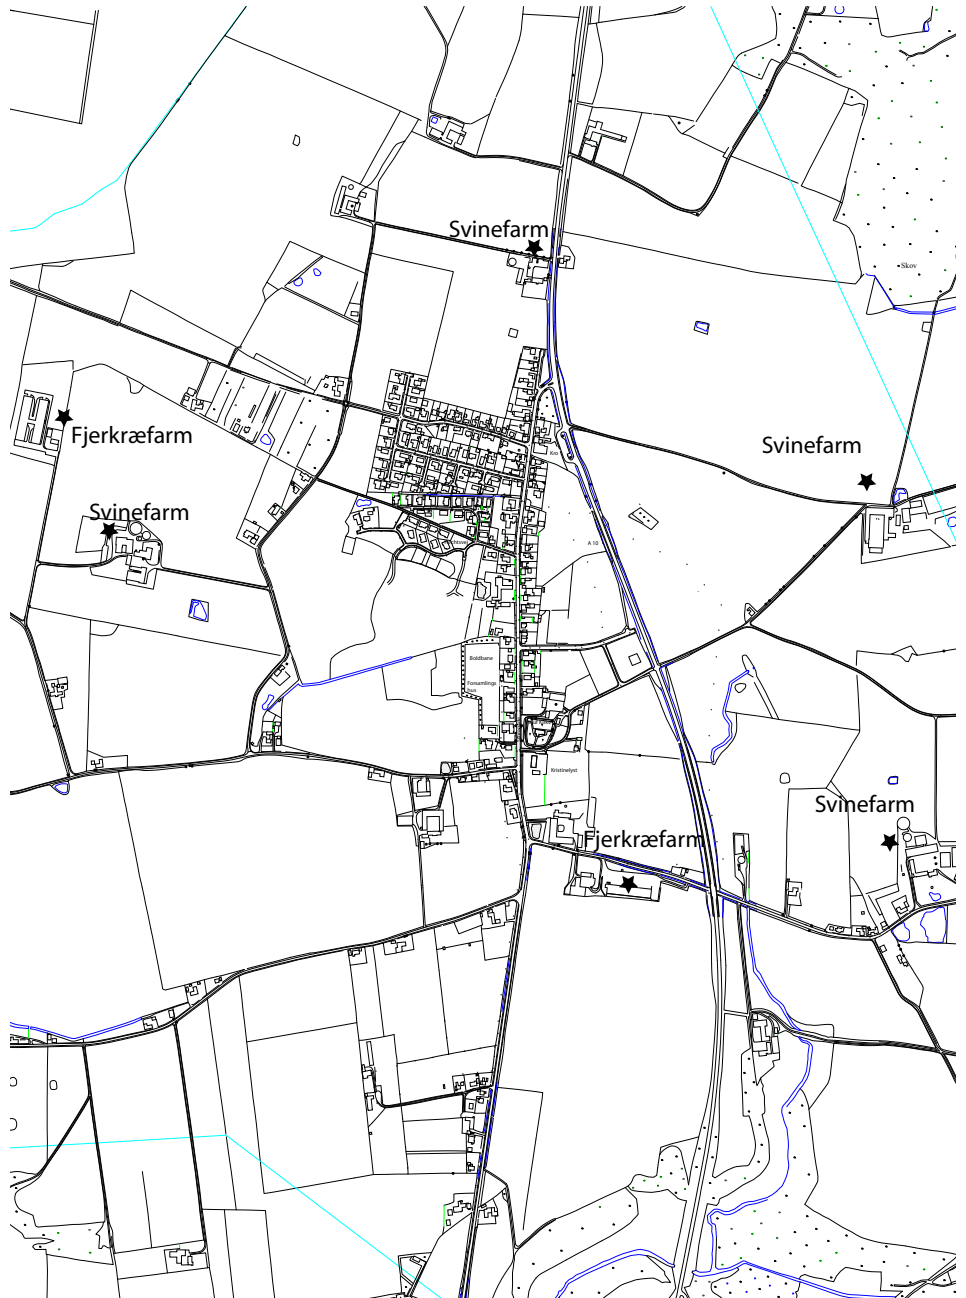 Svinefarm
Skov
Fjerkræfarm
Kro
Svinefarm
Svinefarm
A 10
Boldbane
Forsamlings
hus
Kristinelyst
Svinefarm
Fjerkræfarm